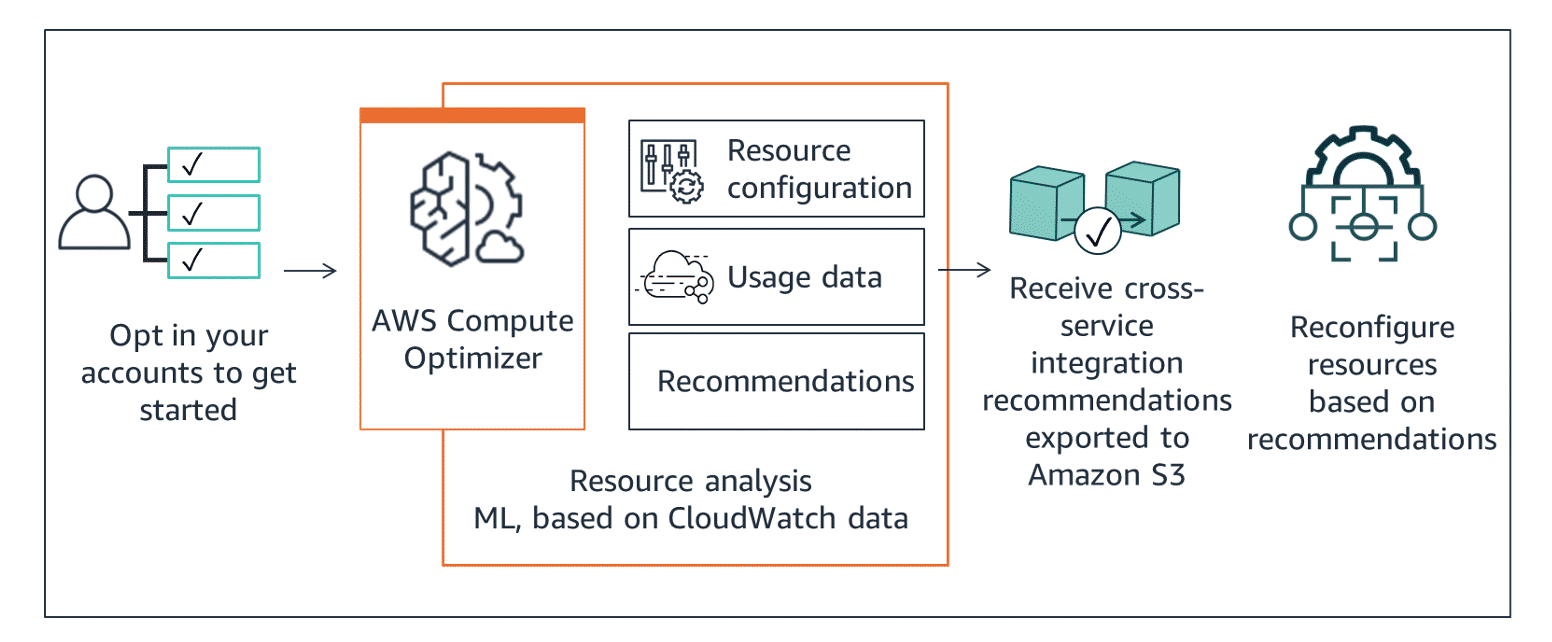 Opt in your
accounts to get
started
AWS Compute
Optimizer
Resource
configuration
Usage data
Recommendations
Resource analysis
ML, based on CloudWatch data
Receive cross-
service
integration
recommendations
exported to
Amazon S3
Reconfigure
resources
based on
recommendations